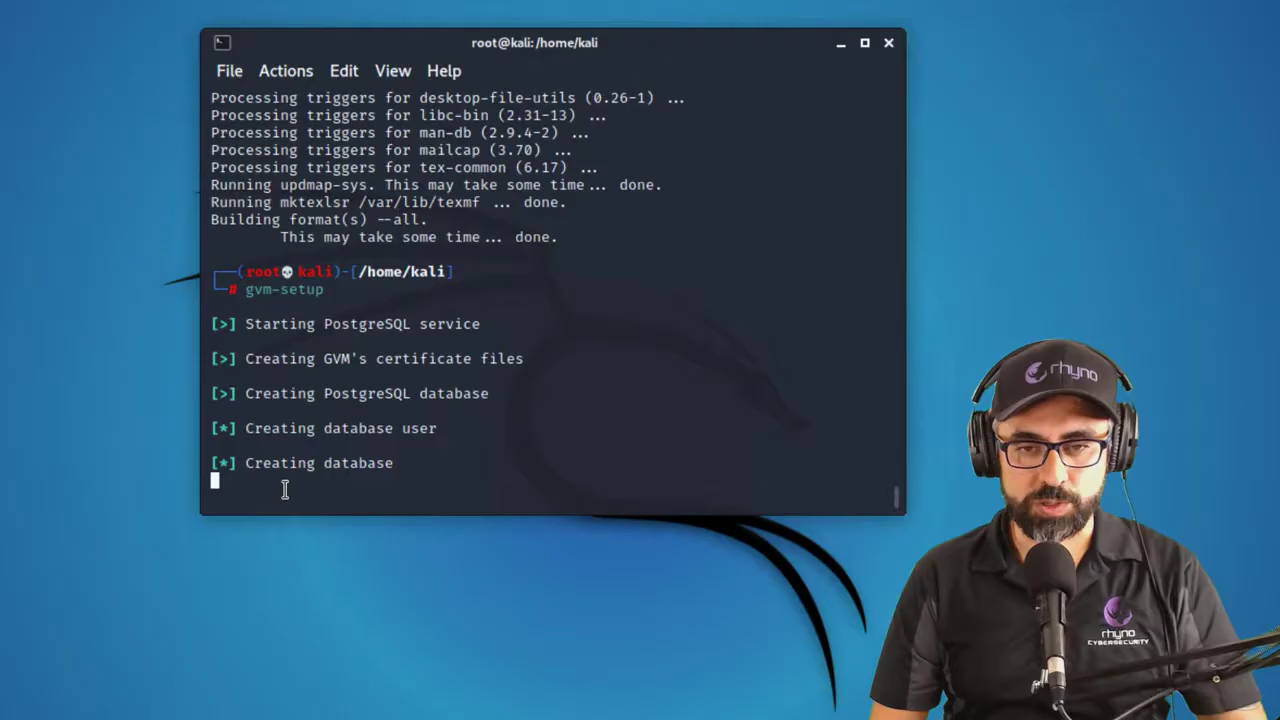 root@kali: /home/kali
File Actions Edit View Help
Processing triggers for desktop-file-utils (0.26-1) ...
Processing triggers for libc-bin (2.31-13) ...
Processing triggers for man-db (2.9.4-2) ...
Processing triggers for mailcap (3.70) ...
Processing triggers for tex-common (6.17) ...
Running updmap-sys. This may take some time... done.
Running mktexlsr /var/lib/texmf ... done.
Building format(s) --all.
This may take some time... done.
(root💀kali)-[/home/kali]
# gvm-setup
[>] Starting PostgreSQL service
[>] Creating GVM's certificate files
[>] Creating PostgreSQL database
[*] Creating database user
[*] Creating database
rhyno
rhyno
CYBERSECURITY